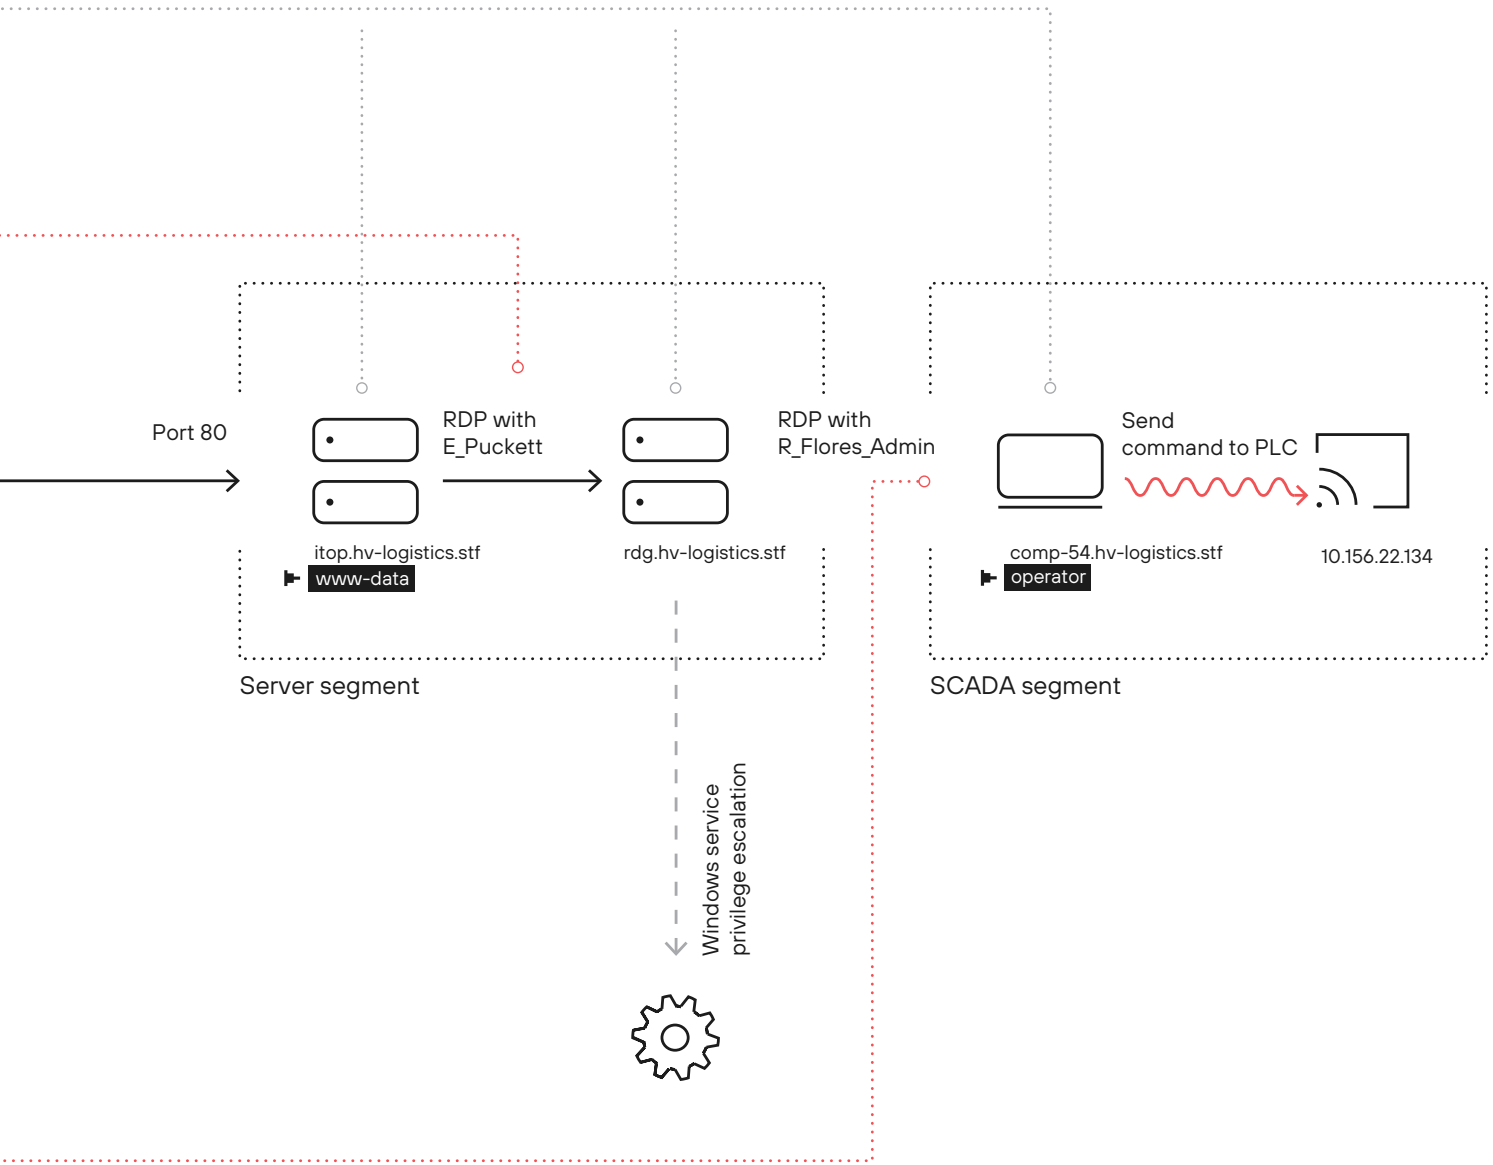 Port 80
RDP with
E_Puckett
RDP with
R_Flores_Admin
Send
command to PLC
itop.hv-logistics.stf
www-data
rdg.hv-logistics.stf
comp-54.hv-logistics.stf
operator
10.156.22.134
Server segment
SCADA segment
Windows service
privilege escalation